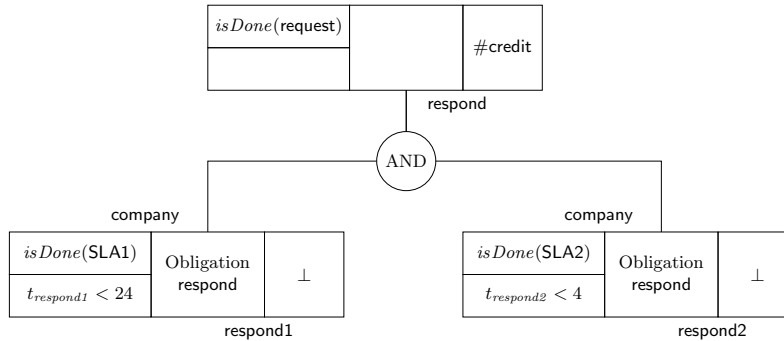 isDone(request)
#credit
respond
AND
company
isDone(SLA1)
t_respond1 < 24
Obligation
respond
⊥
respond1
company
isDone(SLA2)
t_respond2 < 4
Obligation
respond
⊥
respond2